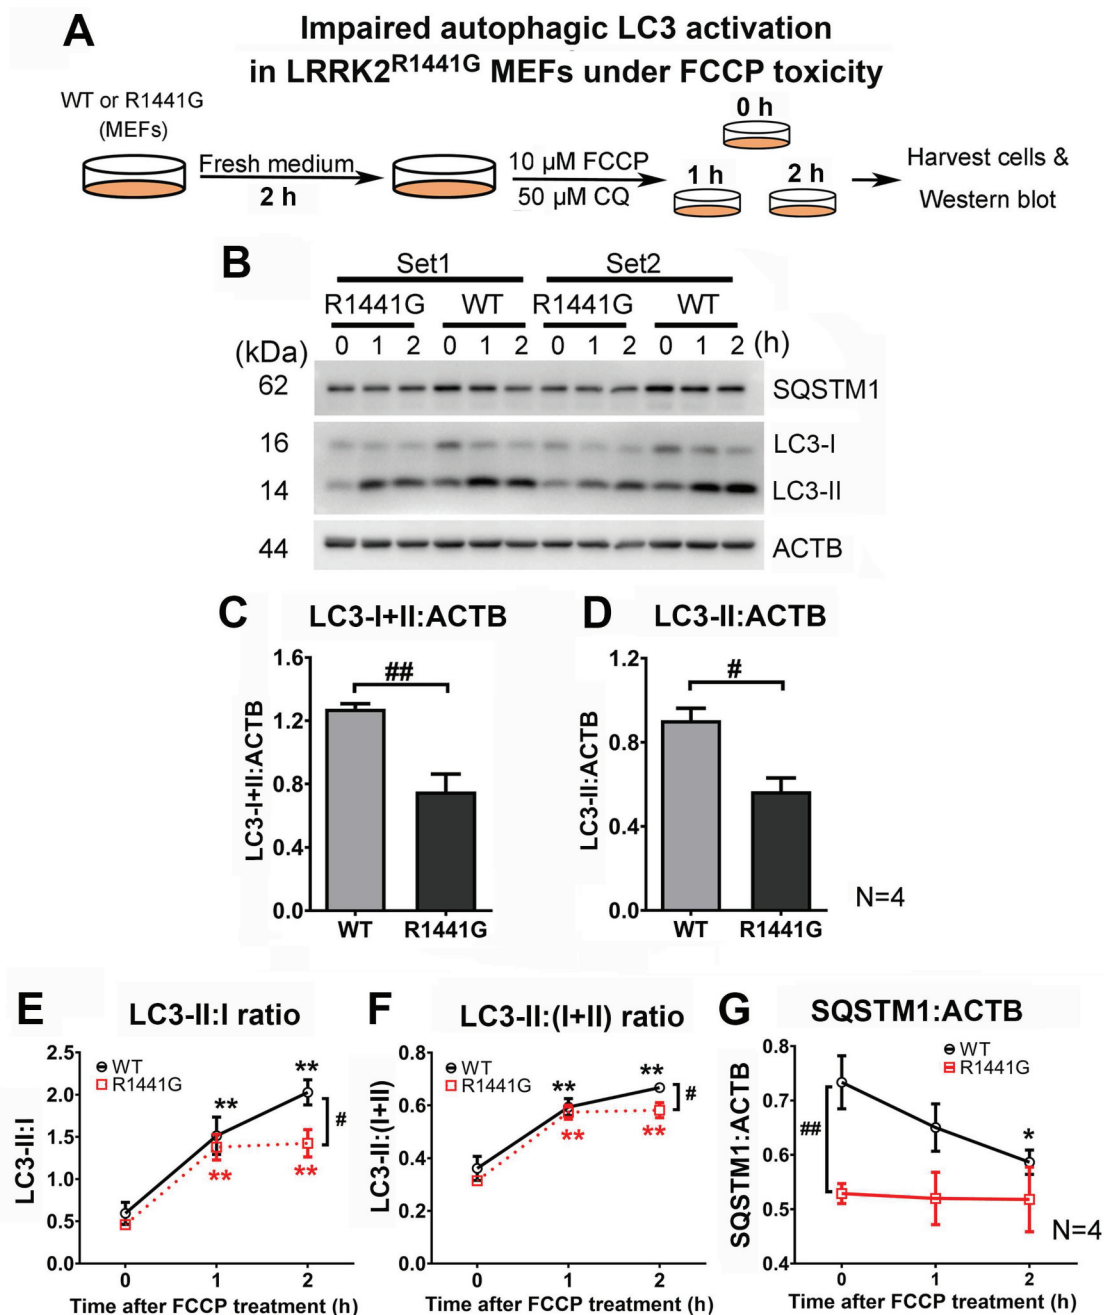 A
Impaired autophagic LC3 activation
in LRRK2R1441G MEFs under FCCP toxicity
WT or R1441G
(MEFs)
Fresh medium
2 h
10 µM FCCP
50 µM CQ
0 h
1 h
2 h
Harvest cells &
Western blot
B
Set1
Set2
R1441G
WT
R1441G
WT
(kDa)
0 1 2 0 1 2 0 1 2 0 1 2 (h)
62
SQSTM1
16
LC3-I
14
LC3-II
44
ACTB
C
LC3-I+II:ACTB
LC3-I+II:ACTB
1.6
1.2
0.8
0.4
0.0
##
WT
R1441G
D
LC3-II:ACTB
LC3-II:ACTB
1.2
0.8
0.4
0.0
#
WT
R1441G
N=4
E
LC3-II:I ratio
LC3-II:I
2.5
2.0
1.5
1.0
0.5
0.0
WT
R1441G
**
**
**
**
#
0 1 2
Time after FCCP treatment (h)
F
LC3-II:(I+II) ratio
LC3-II:(I+II)
0.8
0.6
0.4
0.2
0.0
WT
R1441G
**
**
**
**
#
0 1 2
Time after FCCP treatment (h)
G
SQSTM1:ACTB
SQSTM1:ACTB
0.8
0.7
0.6
0.5
0.4
WT
R1441G
##
*
N=4
0 1 2
Time after FCCP treatment (h)